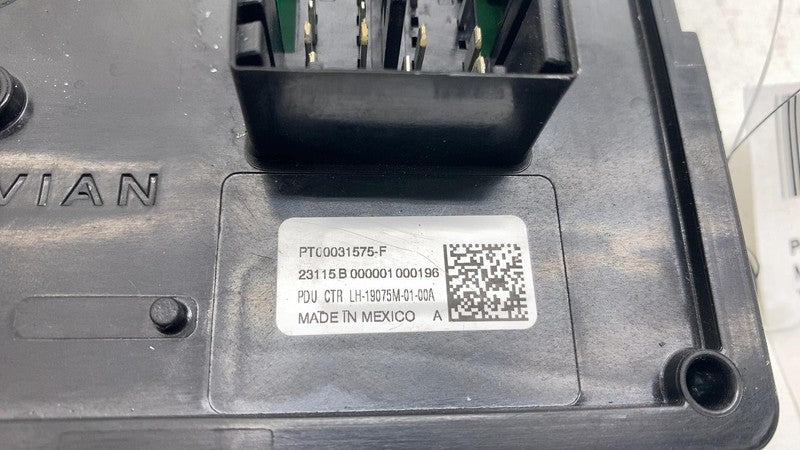 VIAN
PT00031575-F
23115 B 000001 000196
PDU CTR LH-19075M-01-00A
MADE IN MEXICO A
P